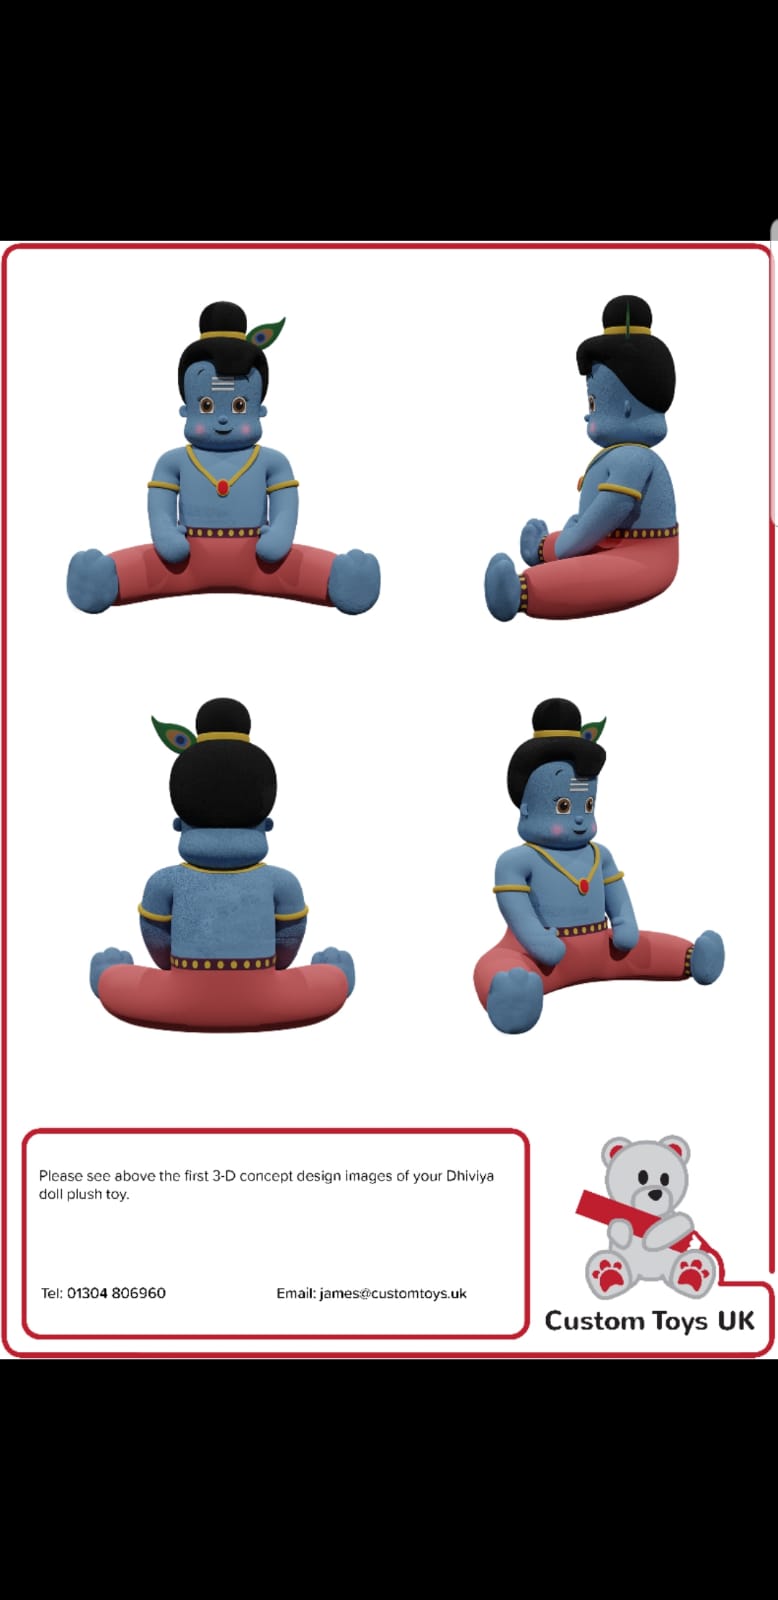 Please see above the first 3-D concept design images of your Dhiviya
doll plush toy.
Tel: 01304 806960 Email: james@customtoys.uk
Custom Toys UK